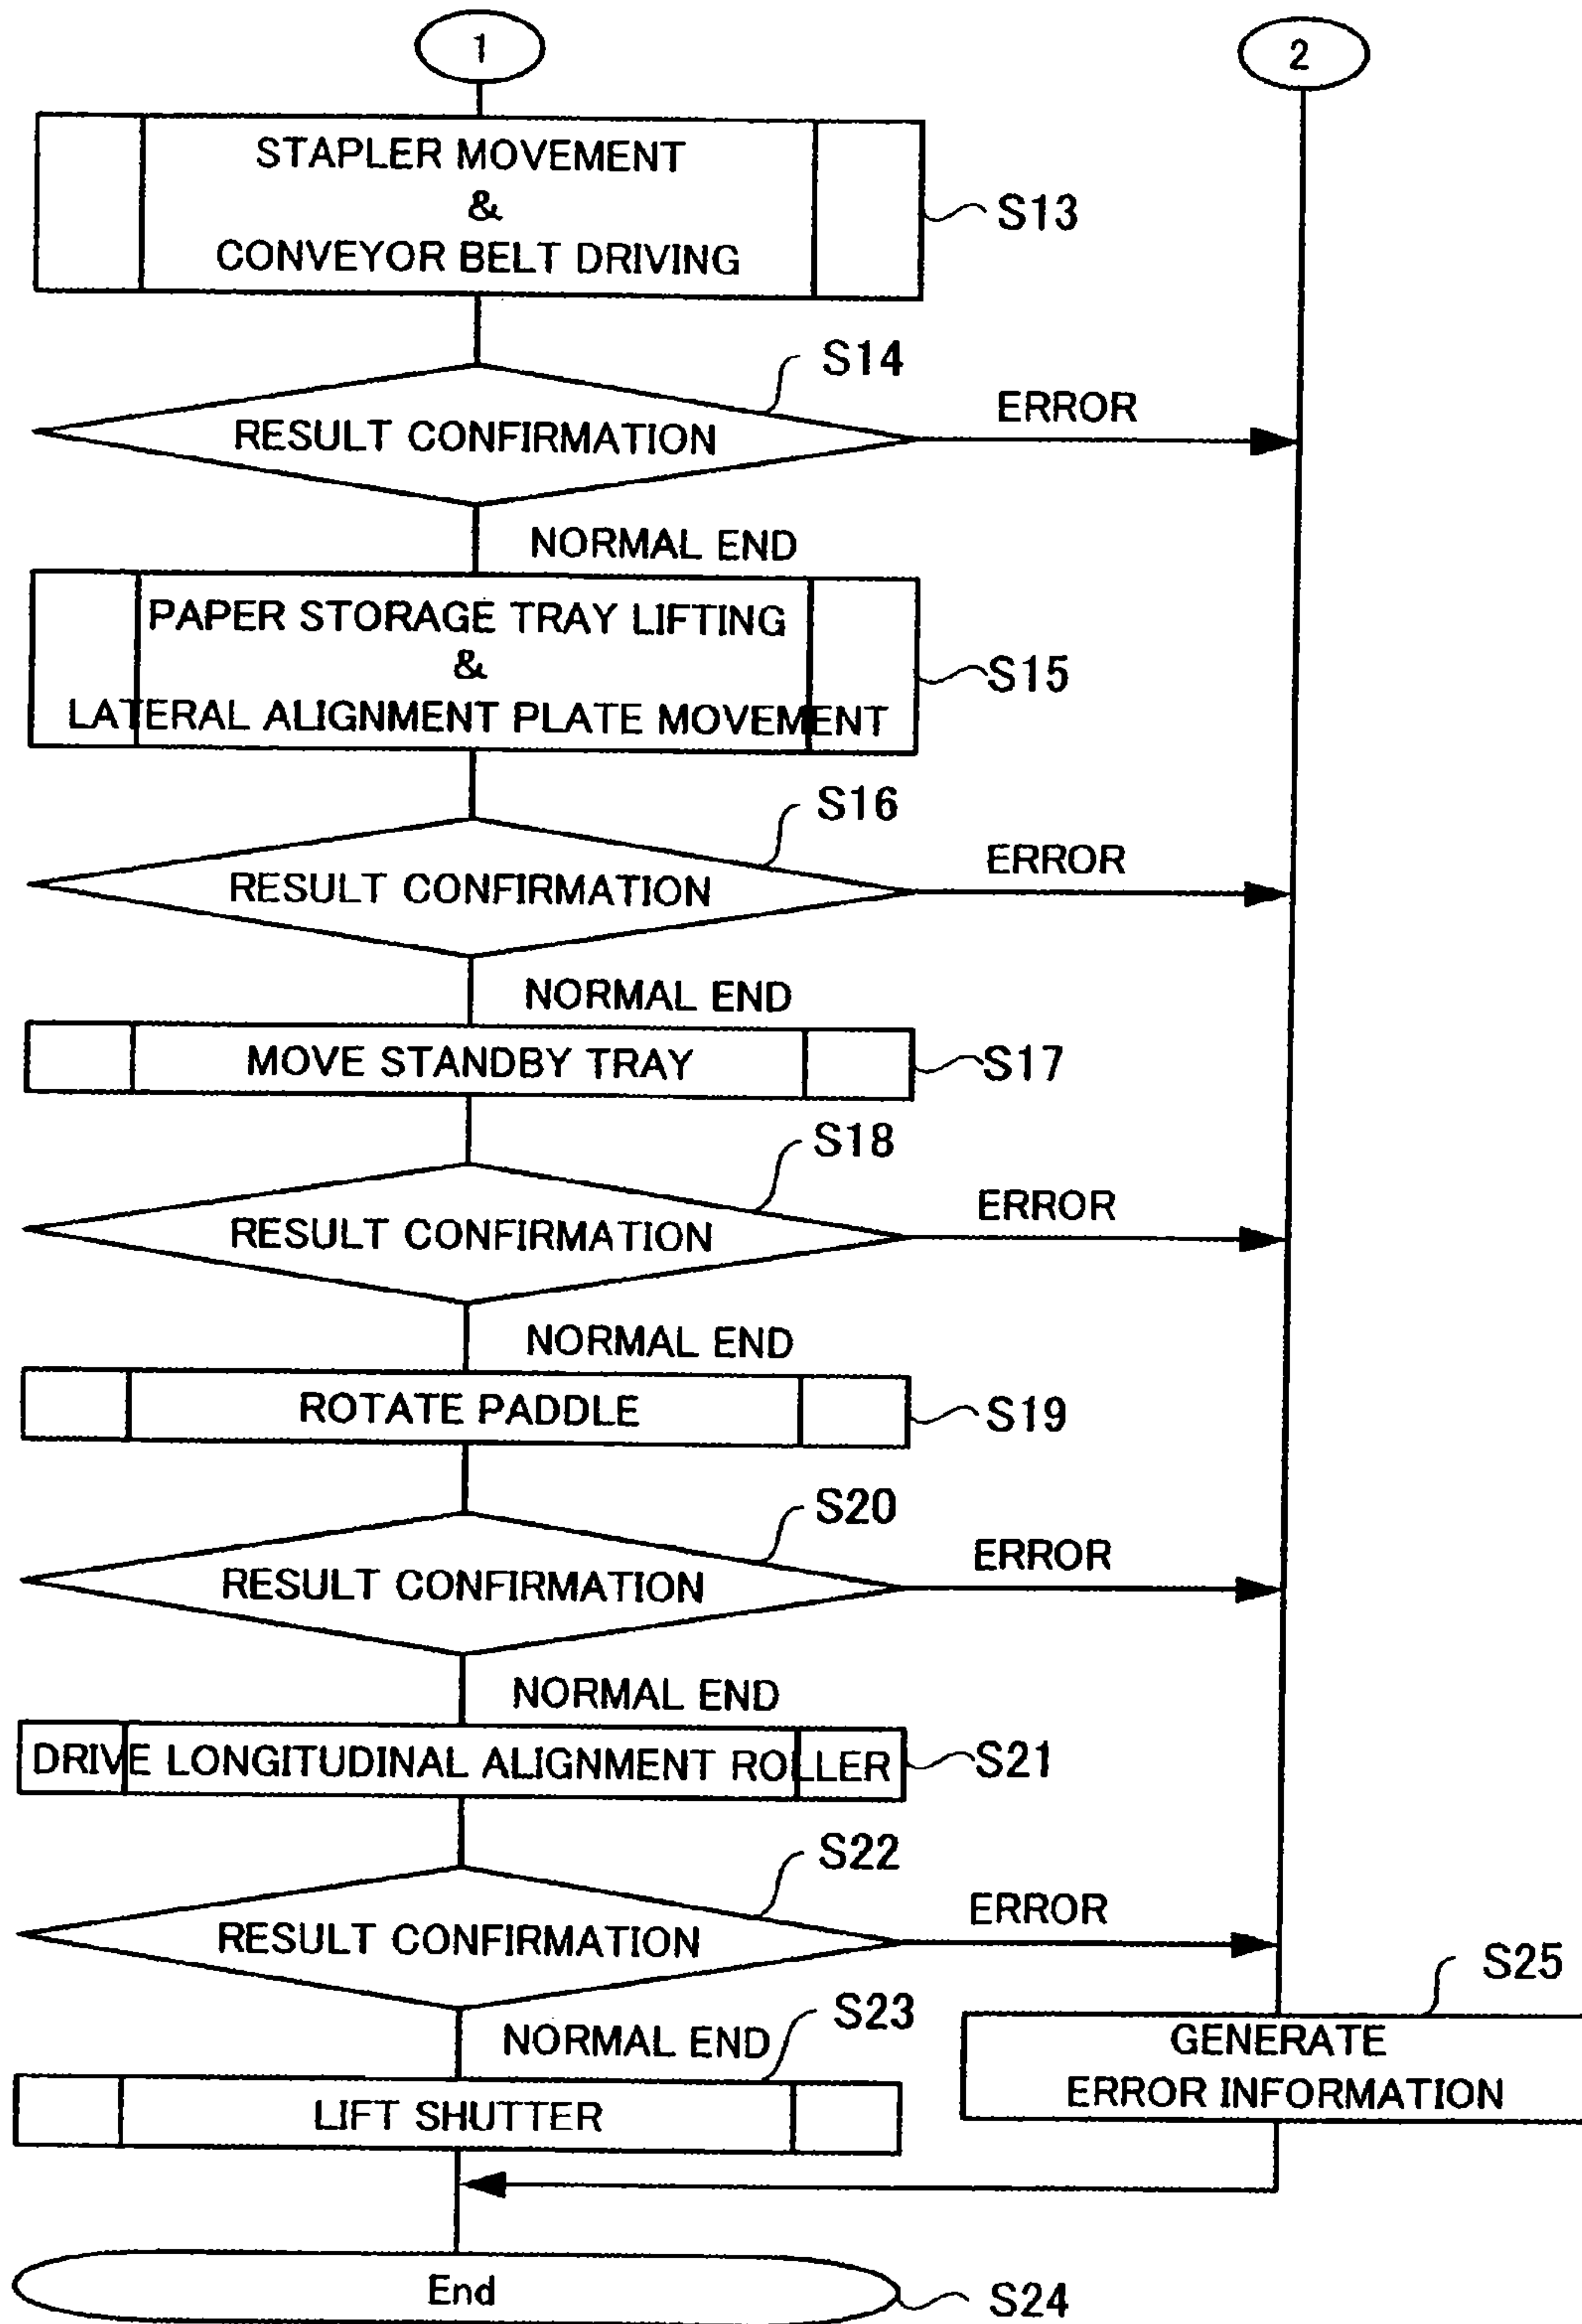 1
2
STAPLER MOVEMENT
&
CONVEYOR BELT DRIVING
S13
S14
RESULT CONFIRMATION
ERROR
NORMAL END
PAPER STORAGE TRAY LIFTING
&
LATERAL ALIGNMENT PLATE MOVEMENT
S15
S16
RESULT CONFIRMATION
ERROR
NORMAL END
MOVE STANDBY TRAY
S17
S18
RESULT CONFIRMATION
ERROR
NORMAL END
ROTATE PADDLE
S19
S20
RESULT CONFIRMATION
ERROR
NORMAL END
DRIVE LONGITUDINAL ALIGNMENT ROLLER
S21
S22
RESULT CONFIRMATION
ERROR
NORMAL END
S23
LIFT SHUTTER
S25
GENERATE
ERROR INFORMATION
End
S24